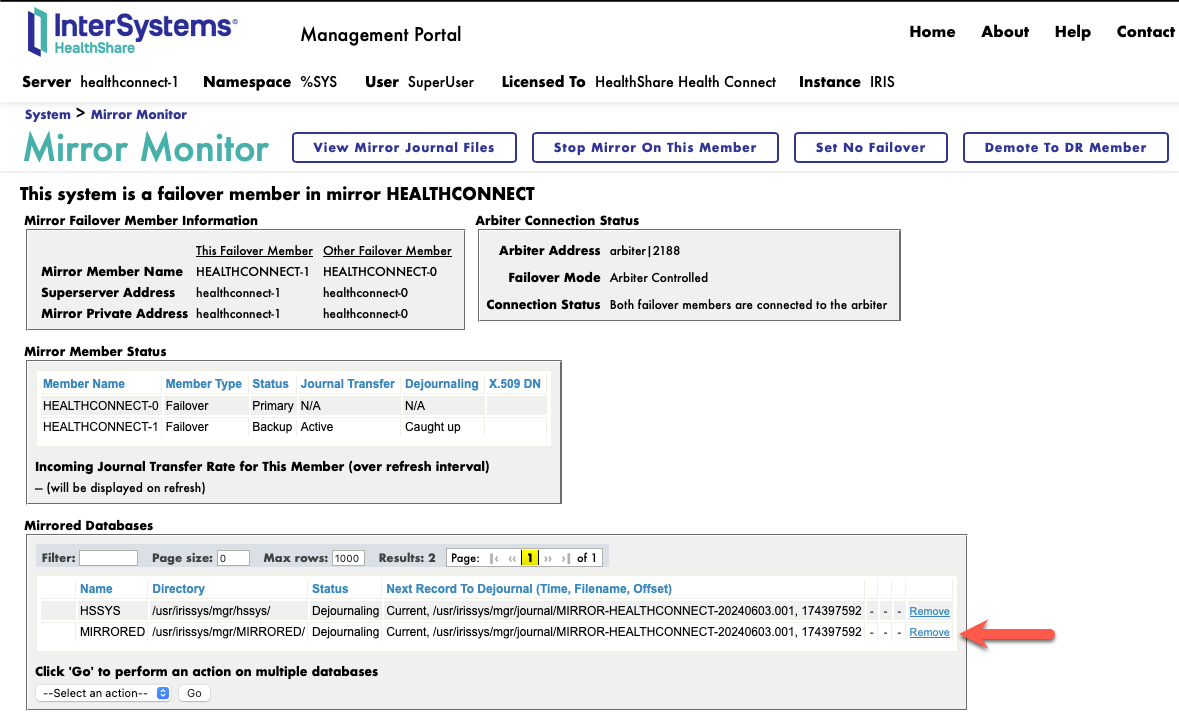 InterSystems®
HealthShare
Management Portal
Home About Help Contact
Server healthconnect-1 Namespace %SYS User SuperUser Licensed To HealthShare Health Connect Instance IRIS
System > Mirror Monitor
Mirror Monitor
View Mirror Journal Files Stop Mirror On This Member Set No Failover Demote To DR Member
This system is a failover member in mirror HEALTHCONNECT
Mirror Failover Member Information
This Failover Member Other Failover Member
Mirror Member Name HEALTHCONNECT-1 HEALTHCONNECT-0
Superserver Address healthconnect-1 healthconnect-0
Mirror Private Address healthconnect-1 healthconnect-0
Arbiter Connection Status
Arbiter Address arbiter|2188
Failover Mode Arbiter Controlled
Connection Status Both failover members are connected to the arbiter
Mirror Member Status
Member Name Member Type Status Journal Transfer Dejournaling X.509 DN
HEALTHCONNECT-0 Failover Primary N/A N/A
HEALTHCONNECT-1 Failover Backup Active Caught up
Incoming Journal Transfer Rate for This Member (over refresh interval)
— (will be displayed on refresh)
Mirrored Databases
Filter: Page size: 0 Max rows: 1000 Results: 2 Page: |‹ ‹‹ 1 ›› ›| of 1
Name Directory Status Next Record To Dejournal (Time, Filename, Offset)
HSSYS /usr/irissys/mgr/hssys/ Dejournaling Current, /usr/irissys/mgr/journal/MIRROR-HEALTHCONNECT-20240603.001, 174397592 - - - Remove
MIRRORED /usr/irissys/mgr/MIRRORED/ Dejournaling Current, /usr/irissys/mgr/journal/MIRROR-HEALTHCONNECT-20240603.001, 174397592 - - - Remove
Click 'Go' to perform an action on multiple databases
--Select an action-- Go